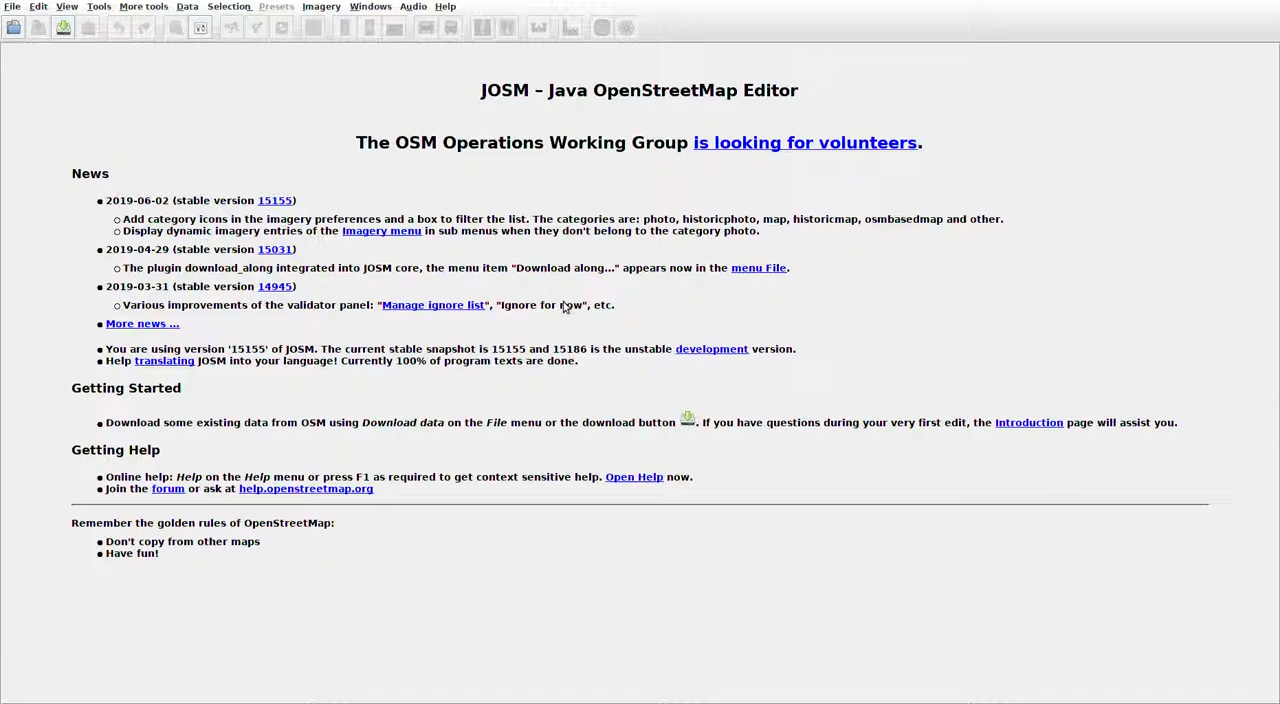 File Edit View Tools More tools Data Selection Presets Imagery Windows Audio Help
JOSM – Java OpenStreetMap Editor
The OSM Operations Working Group is looking for volunteers.
News
2019-06-02 (stable version 15155)
Add category icons in the imagery preferences and a box to filter the list. The categories are: photo, historicphoto, map, historicmap, osmbasedmap and other.
Display dynamic imagery entries of the Imagery menu in sub menus when they don't belong to the category photo.
2019-04-29 (stable version 15031)
The plugin download_along integrated into JOSM core, the menu item "Download along..." appears now in the menu File.
2019-03-31 (stable version 14945)
Various improvements of the validator panel: "Manage ignore list", "Ignore for now", etc.
More news ...
You are using version '15155' of JOSM. The current stable snapshot is 15155 and 15186 is the unstable development version.
Help translating JOSM into your language! Currently 100% of program texts are done.
Getting Started
Download some existing data from OSM using Download data on the File menu or the download button . If you have questions during your very first edit, the Introduction page will assist you.
Getting Help
Online help: Help on the Help menu or press F1 as required to get context sensitive help. Open Help now.
Join the forum or ask at help.openstreetmap.org
Remember the golden rules of OpenStreetMap:
Don't copy from other maps
Have fun!